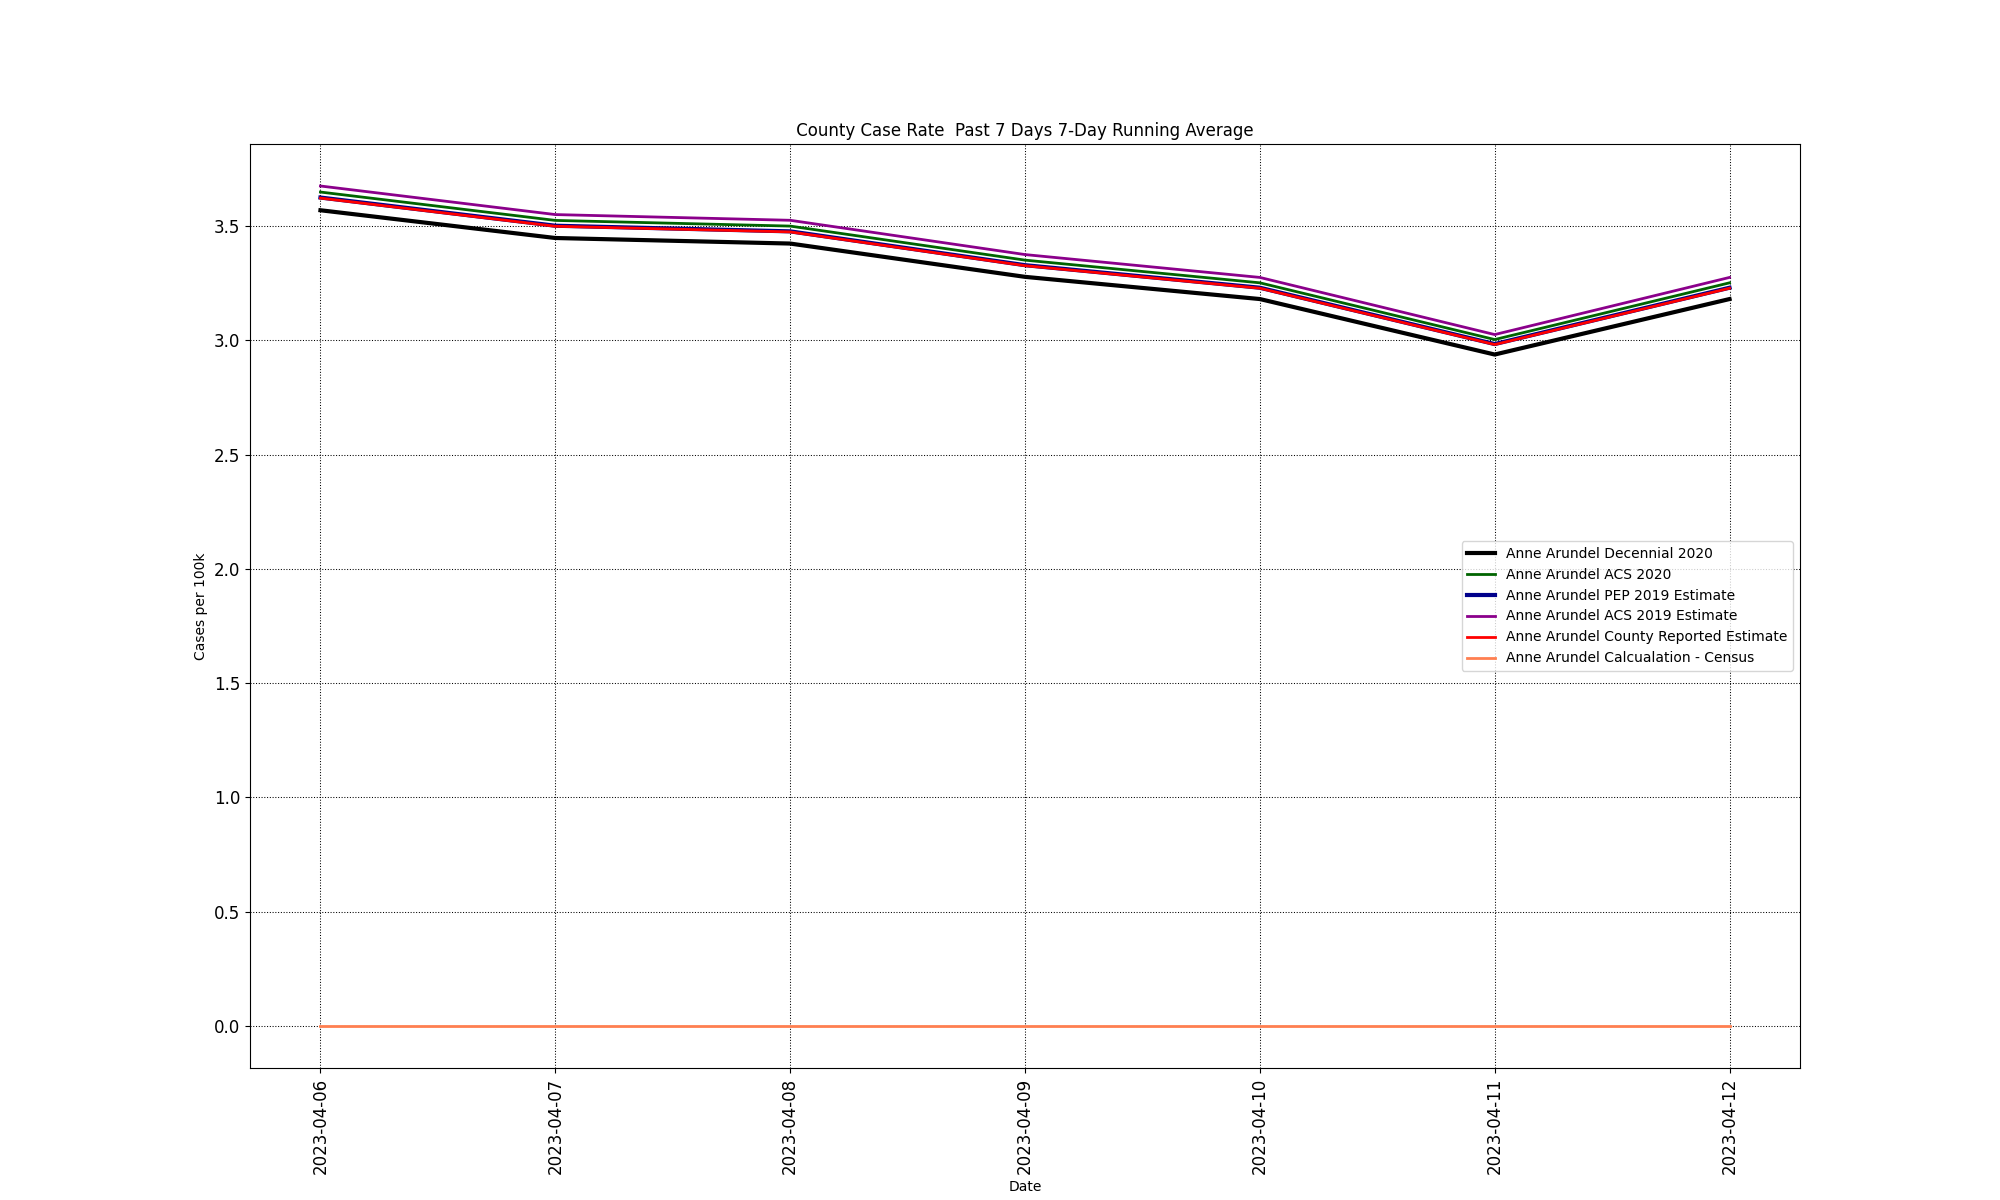 County Case Rate  Past 7 Days 7-Day Running Average
Cases per 100k
3.5
3.0
2.5
2.0
1.5
1.0
0.5
0.0
Anne Arundel Decennial 2020
Anne Arundel ACS 2020
Anne Arundel PEP 2019 Estimate
Anne Arundel ACS 2019 Estimate
Anne Arundel County Reported Estimate
Anne Arundel Calcualation - Census
2023-04-06
2023-04-07
2023-04-08
2023-04-09
2023-04-10
2023-04-11
2023-04-12
Date